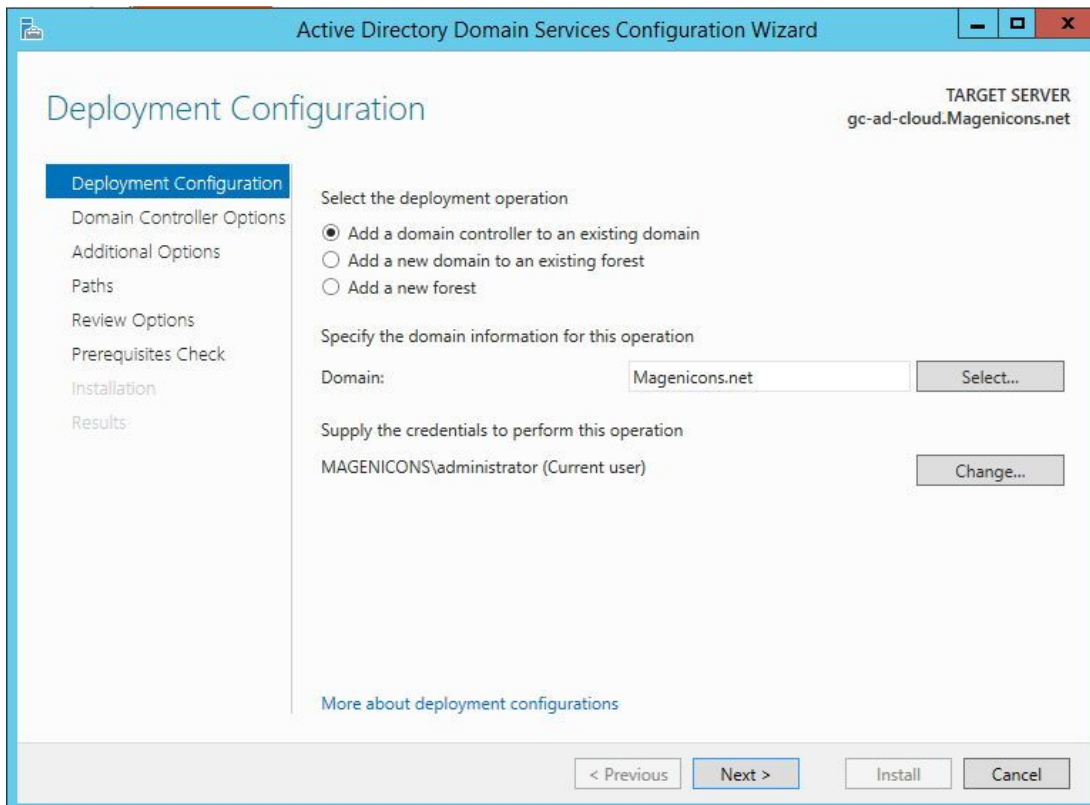 Active Directory Domain Services Configuration Wizard
Deployment Configuration
TARGET SERVER
gc-ad-cloud.Magenicons.net
Deployment Configuration
Domain Controller Options
Additional Options
Paths
Review Options
Prerequisites Check
Installation
Results
Select the deployment operation
Add a domain controller to an existing domain
Add a new domain to an existing forest
Add a new forest
Specify the domain information for this operation
Domain: Magenicons.net Select...
Supply the credentials to perform this operation
MAGENICONS\administrator (Current user) Change...
More about deployment configurations
< Previous Next > Install Cancel